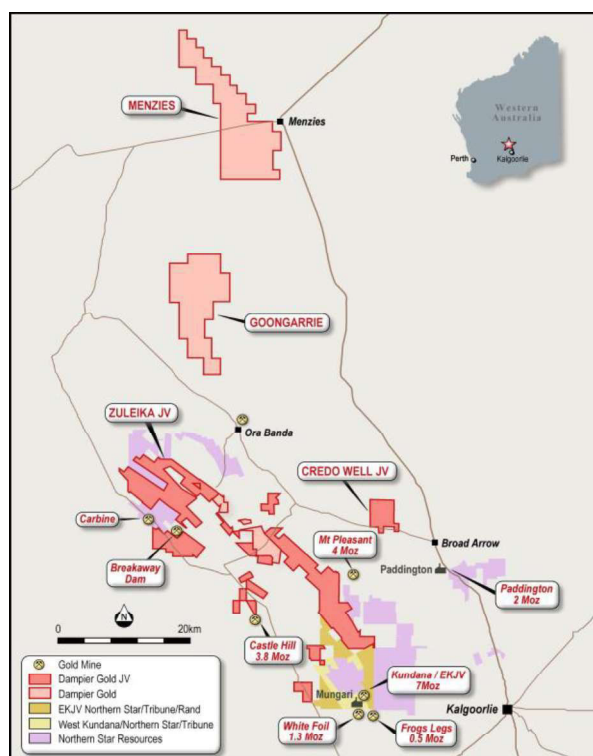 MENZIES
Menzies
Western
Australia
Perth
Kalgoorlie
GOONGARRIE
ZULEIKA JV
Ora Banda
CREDO WELL JV
Carbine
Breakaway
Dam
Mt Pleasant
4 Moz
Broad Arrow
Paddington
Paddington
2 Moz
N
0 20km
Castle Hill
3.8 Moz
Kundana / EKJV
7Moz
Mungari
White Foil
1.3 Moz
Frogs Legs
0.5 Moz
Kalgoorlie
Gold Mine
Dampier Gold JV
Dampier Gold
EKJV Northern Star/Tribune/Rand
West Kundana/Northern Star/Tribune
Northern Star Resources